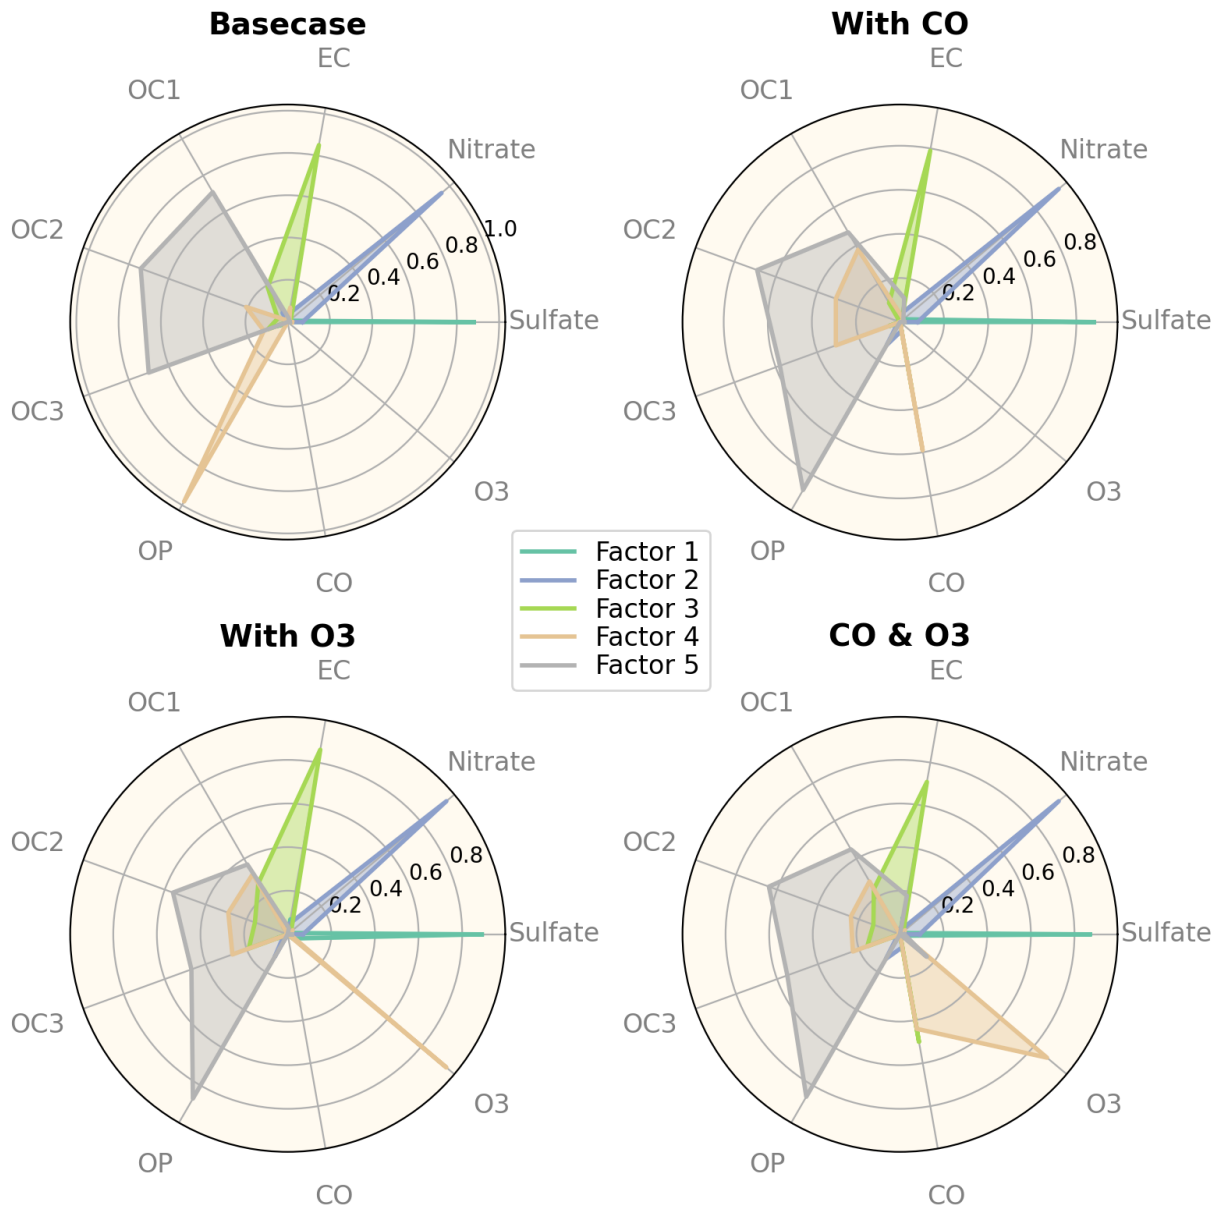 Basecase
EC
OC1
Nitrate
OC2
1.0
0.8
0.6
0.4
0.2
Sulfate
OC3
OP
O3
CO
With CO
EC
OC1
Nitrate
OC2
0.8
0.6
0.4
0.2
Sulfate
OC3
OP
O3
CO
Factor 1
Factor 2
Factor 3
Factor 4
Factor 5
With O3
EC
OC1
Nitrate
OC2
0.8
0.6
0.4
0.2
Sulfate
OC3
OP
O3
CO
CO & O3
EC
OC1
Nitrate
OC2
0.8
0.6
0.4
0.2
Sulfate
OC3
OP
O3
CO